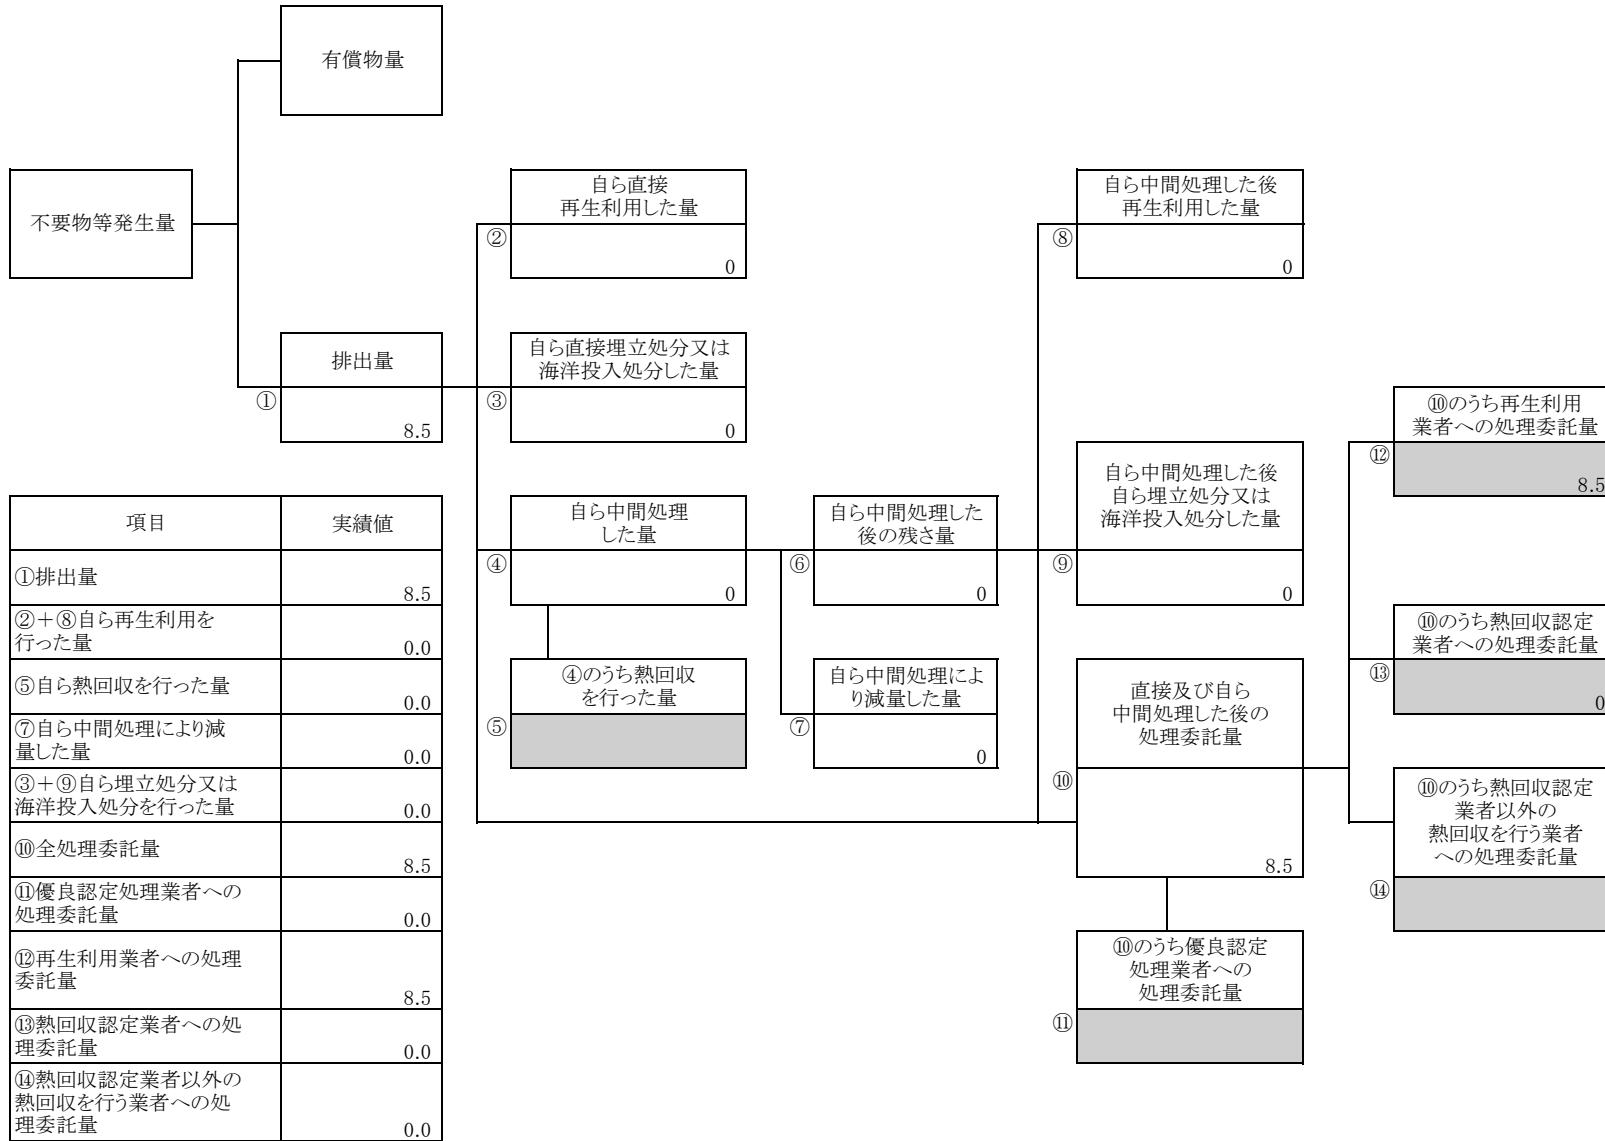 有償物量
不要物等発生量
自ら直接
再生利用した量
②
0
自ら中間処理した後
再生利用した量
⑧
0
排出量
①
8.5
自ら直接埋立処分又は
海洋投入処分した量
③
0
⑩のうち再生利用
業者への処理委託量
⑫
8.5
自ら中間処理
した量
④
0
自ら中間処理した
後の残さ量
⑥
0
自ら中間処理した後
自ら埋立処分又は
海洋投入処分した量
⑨
0
⑩のうち熱回収認定
業者への処理委託量
⑬
0
④のうち熱回収
を行った量
⑤
自ら中間処理によ
り減量した量
⑦
0
直接及び自ら
中間処理した後の
処理委託量
⑩
8.5
⑩のうち熱回収認定
業者以外の
熱回収を行う業者
への処理委託量
⑭
⑩のうち優良認定
処理業者への
処理委託量
⑪
項目 実績値
①排出量
8.5
②＋⑧自ら再生利用を
行った量
0.0
⑤自ら熱回収を行った量
0.0
⑦自ら中間処理により減
量した量
0.0
③＋⑨自ら埋立処分又は
海洋投入処分を行った量
0.0
⑩全処理委託量
8.5
⑪優良認定処理業者への
処理委託量
0.0
⑫再生利用業者への処理
委託量
8.5
⑬熱回収認定業者への処
理委託量
0.0
⑭熱回収認定業者以外の
熱回収を行う業者への処
理委託量
0.0